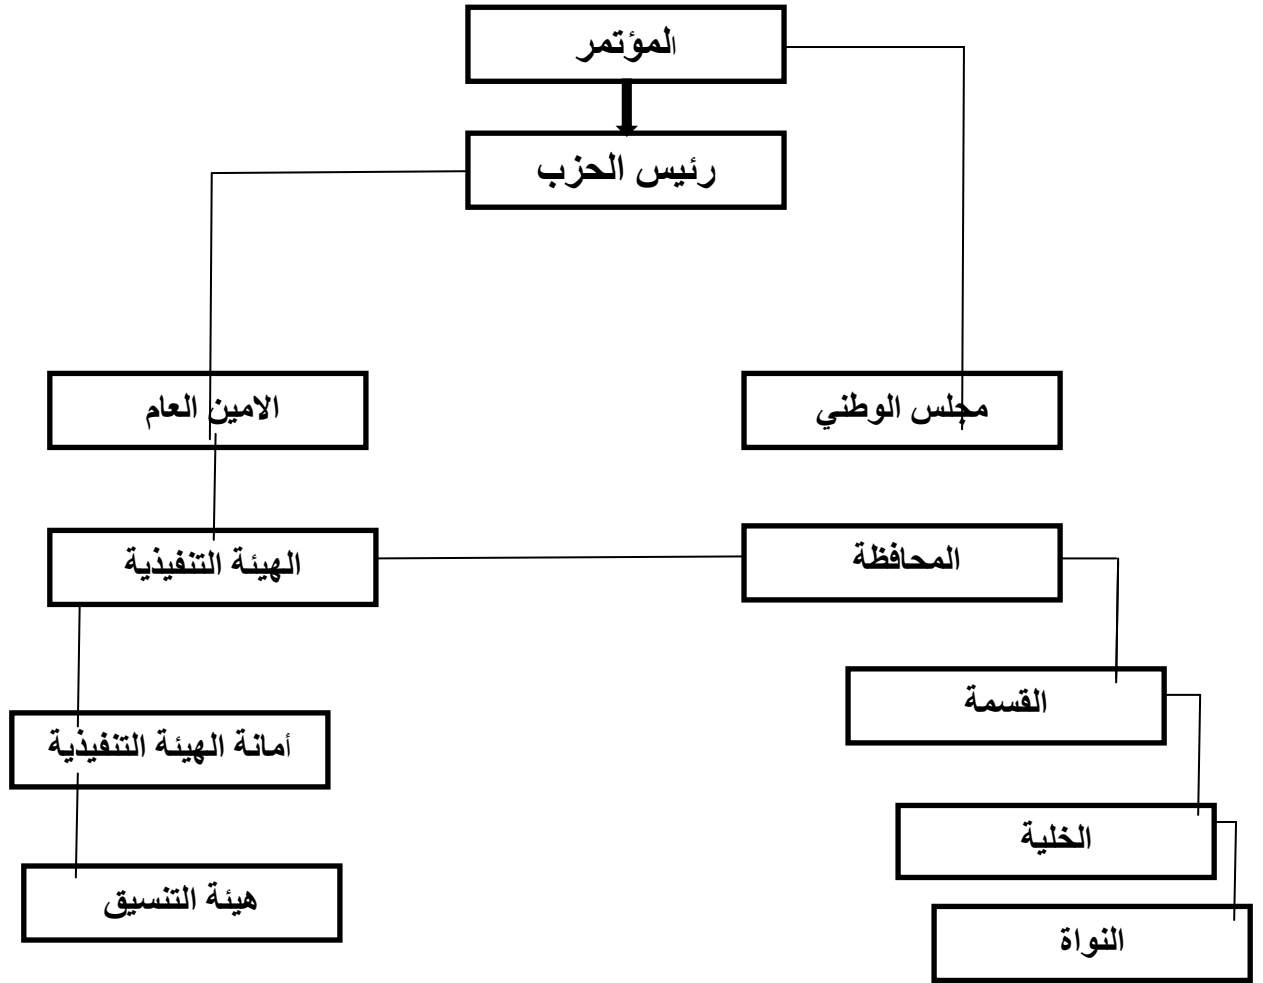 المؤتمر
رئيس الحزب
مجلس الوطني
الامين العام
المحافظة
الهيئة التنفيذية
القسمة
أمانة الهيئة التنفيذية
الخلية
هيئة التنسيق
النواة